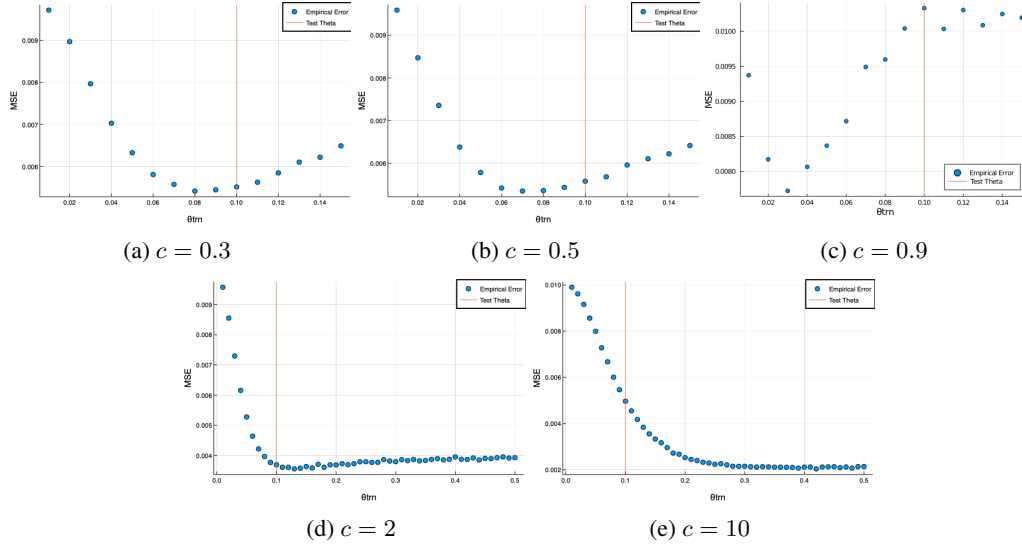 0.009
0.008
0.007
0.006
MSE
0.02 0.04 0.06 0.08 0.10 0.12 0.14
θtrn
Empirical Error
Test Theta
(a) c = 0.3
0.009
0.008
0.007
0.006
MSE
0.02 0.04 0.06 0.08 0.10 0.12 0.14
θtrn
Empirical Error
Test Theta
(b) c = 0.5
0.0100
0.0095
0.0090
0.0085
0.0080
MSE
0.02 0.04 0.06 0.08 0.10 0.12 0.14
θtrn
Empirical Error
Test Theta
(c) c = 0.9
0.009
0.008
0.007
0.006
0.005
0.004
MSE
0.0 0.1 0.2 0.3 0.4 0.5
θtrn
Empirical Error
Test Theta
(d) c = 2
0.010
0.008
0.006
0.004
0.002
MSE
0.0 0.1 0.2 0.3 0.4 0.5
θtrn
Empirical Error
Test Theta
(e) c = 10